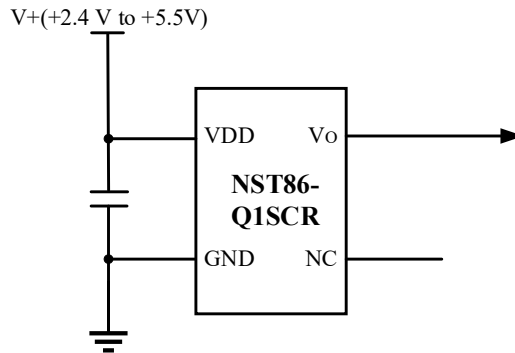 V+(+2.4 V to +5.5V)
VDD
VO
NST86-
Q1SCR
GND
NC